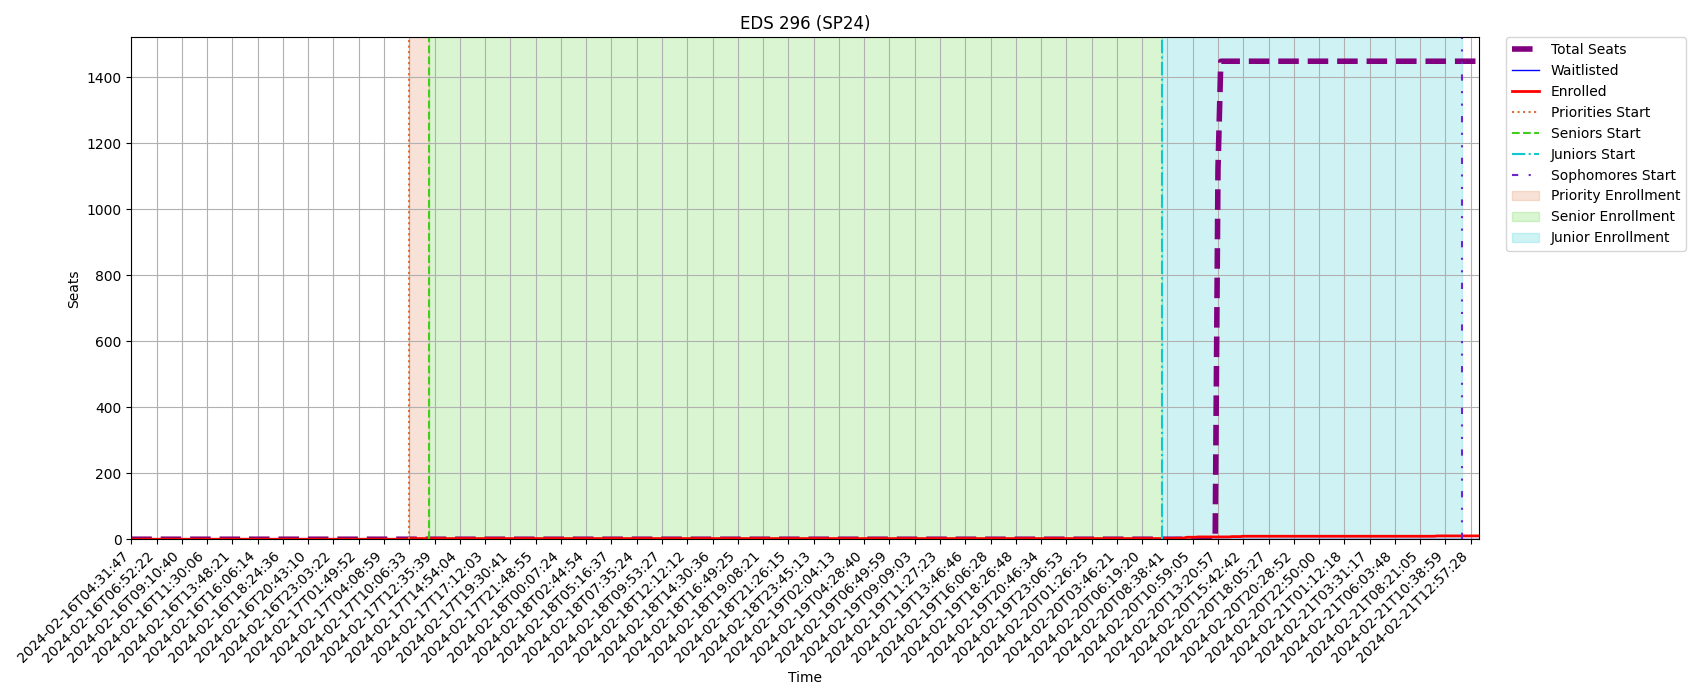 EDS 296 (SP24)
Total Seats
Waitlisted
Enrolled
Priorities Start
Seniors Start
Juniors Start
Sophomores Start
Priority Enrollment
Senior Enrollment
Junior Enrollment
Seats
1400
1200
1000
800
600
400
200
0
2024-02-16T04:31:47
2024-02-16T06:52:22
2024-02-16T09:10:40
2024-02-16T11:30:06
2024-02-16T13:48:21
2024-02-16T16:06:14
2024-02-16T18:24:36
2024-02-16T20:43:10
2024-02-16T23:03:22
2024-02-17T01:49:52
2024-02-17T04:08:59
2024-02-17T10:06:33
2024-02-17T12:35:39
2024-02-17T14:54:04
2024-02-17T17:12:03
2024-02-17T19:30:41
2024-02-17T21:48:55
2024-02-18T00:07:24
2024-02-18T02:44:54
2024-02-18T05:16:37
2024-02-18T07:35:24
2024-02-18T09:53:27
2024-02-18T12:12:12
2024-02-18T14:30:36
2024-02-18T16:49:25
2024-02-18T19:08:21
2024-02-18T21:26:15
2024-02-18T23:45:13
2024-02-19T02:04:13
2024-02-19T04:28:40
2024-02-19T06:49:59
2024-02-19T09:09:03
2024-02-19T11:27:23
2024-02-19T13:46:46
2024-02-19T16:06:28
2024-02-19T18:26:48
2024-02-19T20:46:34
2024-02-19T23:06:53
2024-02-20T01:26:25
2024-02-20T03:46:21
2024-02-20T06:19:20
2024-02-20T08:38:41
2024-02-20T10:59:05
2024-02-20T13:20:57
2024-02-20T15:42:42
2024-02-20T18:05:27
2024-02-20T20:28:52
2024-02-20T22:50:00
2024-02-21T01:12:18
2024-02-21T03:31:17
2024-02-21T06:03:48
2024-02-21T08:21:05
2024-02-21T10:38:59
2024-02-21T12:57:28
Time